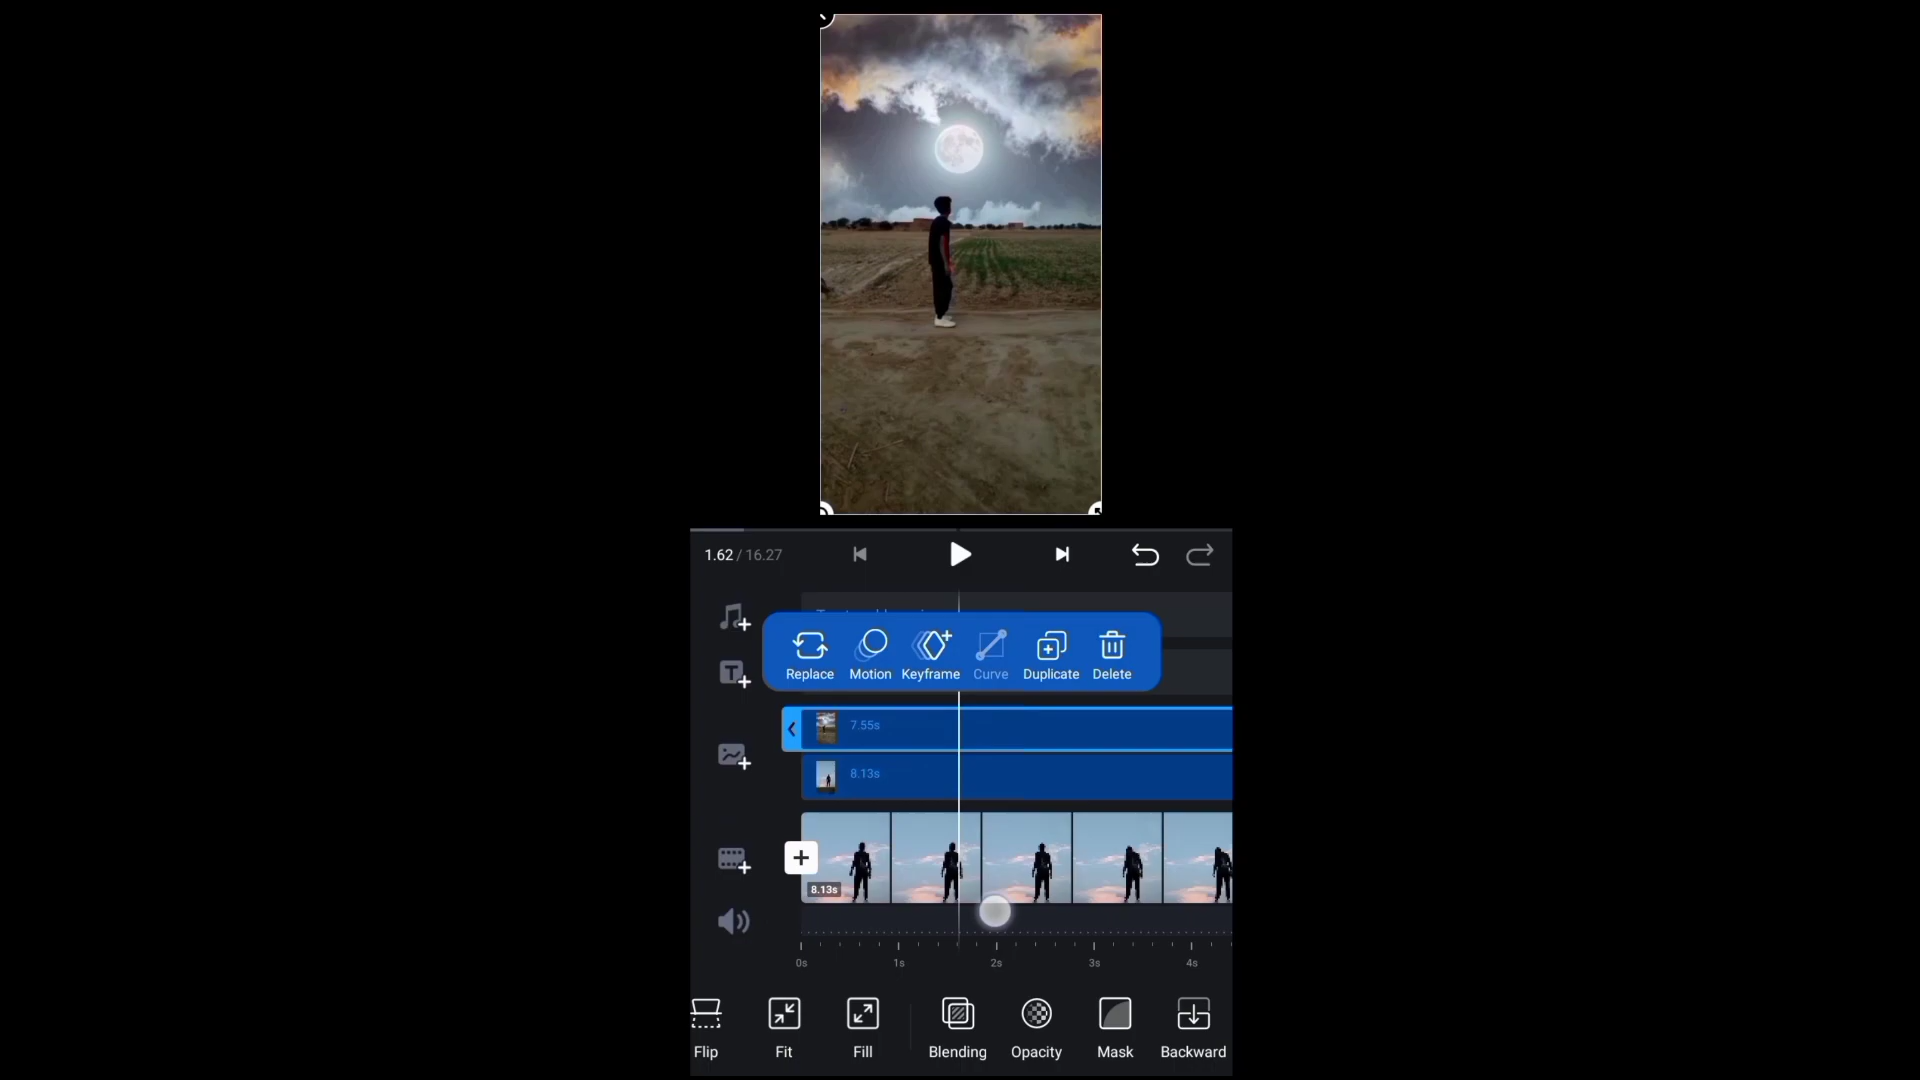 1.62 / 16.27
Replace
Motion
Keyframe
Curve
Duplicate
Delete
7.55s
8.13s
8.13s
0s
1s
2s
3s
4s
Flip
Fit
Fill
Blending
Opacity
Mask
Backward